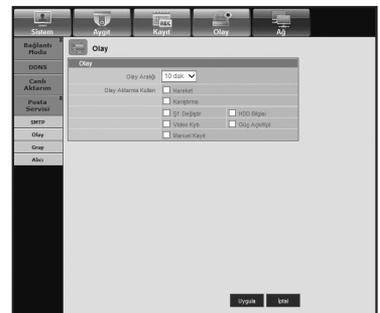 Sistem Aygıt Kayıt Olay Ağ
Bağlantı Modu
DDNS
Canlı Aktarım
Posta Servisi
SMTP
Olay
Grup
Alıcı
Olay
Olay
Olay Aralığı 10 dak
Olay Aktarma Kuralları Hareket
Karıştırma
Şf. Değiştir HDD Bilgisi
Video Kyb Güç Açık/Kpl
Manuel Kayıt
Uygula İptal